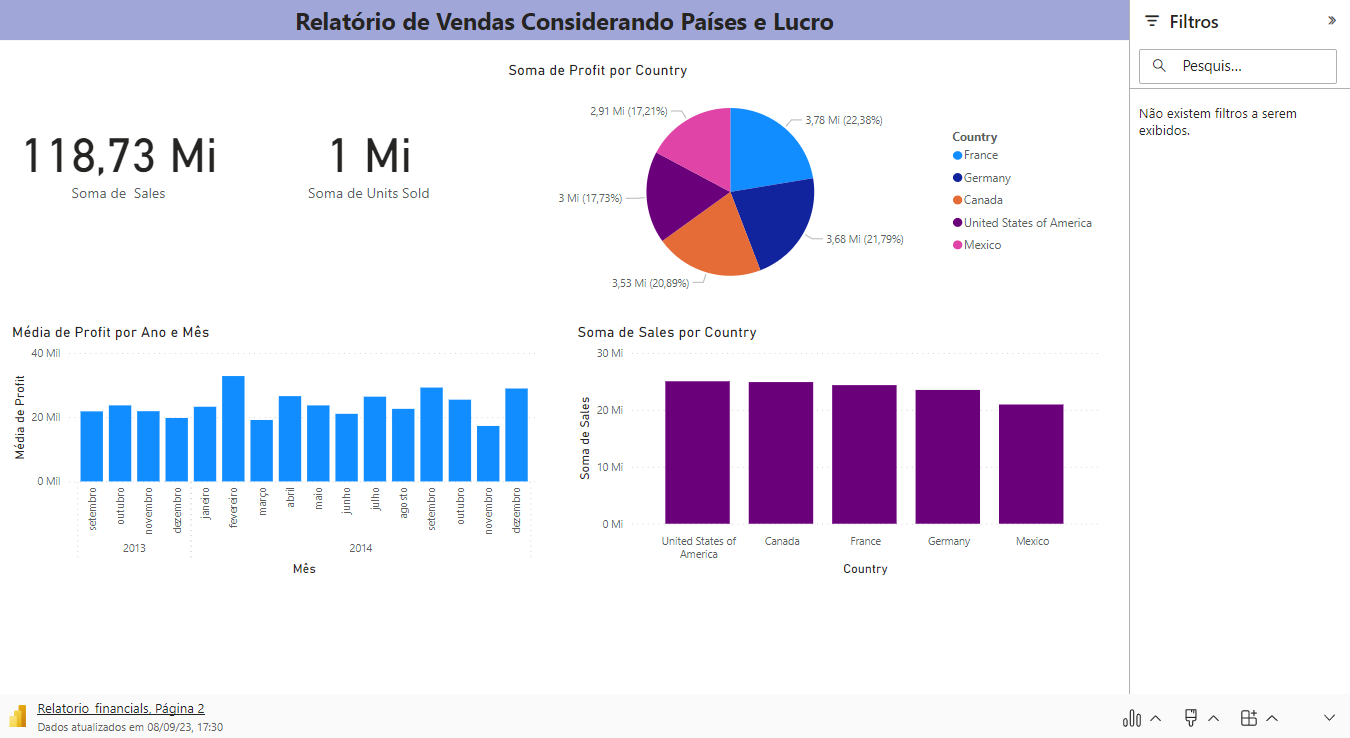 Relatório de Vendas Considerando Países e Lucro
Filtros
Pesquis...
Não existem filtros a serem
exibidos.
118,73 Mi
Soma de Sales
1 Mi
Soma de Units Sold
Soma de Profit por Country
2,91 Mi (17,21%)
3,78 Mi (22,38%)
3 Mi (17,73%)
3,68 Mi (21,79%)
3,53 Mi (20,89%)
Country
France
Germany
Canada
United States of America
Mexico
Média de Profit por Ano e Mês
Média de Profit
40 Mil
20 Mil
0 Mil
setembro
outubro
novembro
dezembro
janeiro
fevereiro
março
abril
maio
junho
julho
agosto
setembro
outubro
novembro
dezembro
2013
2014
Mês
Soma de Sales por Country
Soma de Sales
30 Mi
20 Mi
10 Mi
0 Mi
United States of
America
Canada
France
Germany
Mexico
Country
Relatorio_financials, Página 2
Dados atualizados em 08/09/23, 17:30